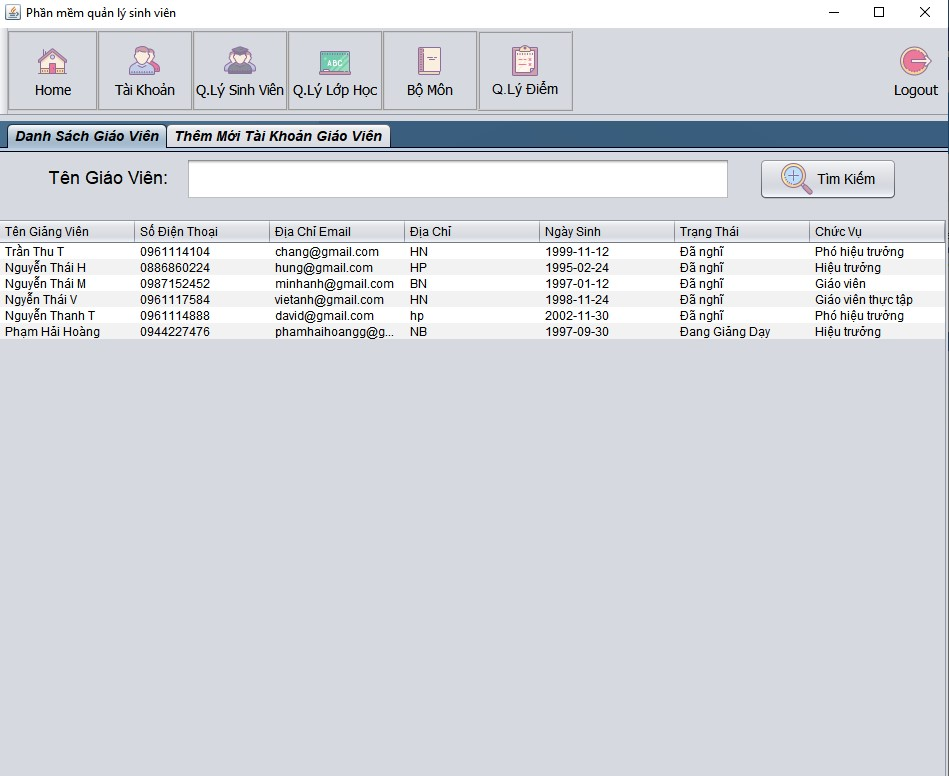 Phần mềm quản lý sinh viên
Home Tài Khoản Q.Lý Sinh Viên Q.Lý Lớp Học Bộ Môn Q.Lý Điểm Logout
ABC
Danh Sách Giáo Viên Thêm Mới Tài Khoản Giáo Viên
Tên Giáo Viên: Tìm Kiếm
Tên Giảng Viên Số Điện Thoại Địa Chỉ Email Địa Chỉ Ngày Sinh Trạng Thái Chức Vụ
Trần Thu T 0961114104 chang@gmail.com HN 1999-11-12 Đã nghĩ Phó hiệu trưởng
Nguyễn Thái H 0886860224 hung@gmail.com HP 1995-02-24 Đã nghĩ Hiệu trưởng
Nguyễn Thái M 0987152452 minhanh@gmail.com BN 1997-01-12 Đã nghĩ Giáo viên
Ngyễn Thái V 0961117584 vietanh@gmail.com HN 1998-11-24 Đã nghĩ Giáo viên thực tập
Nguyễn Thanh T 0961114888 david@gmail.com hp 2002-11-30 Đã nghĩ Phó hiệu trưởng
Phạm Hải Hoàng 0944227476 phamhaihoangg@g... NB 1997-09-30 Đang Giảng Dạy Hiệu trưởng